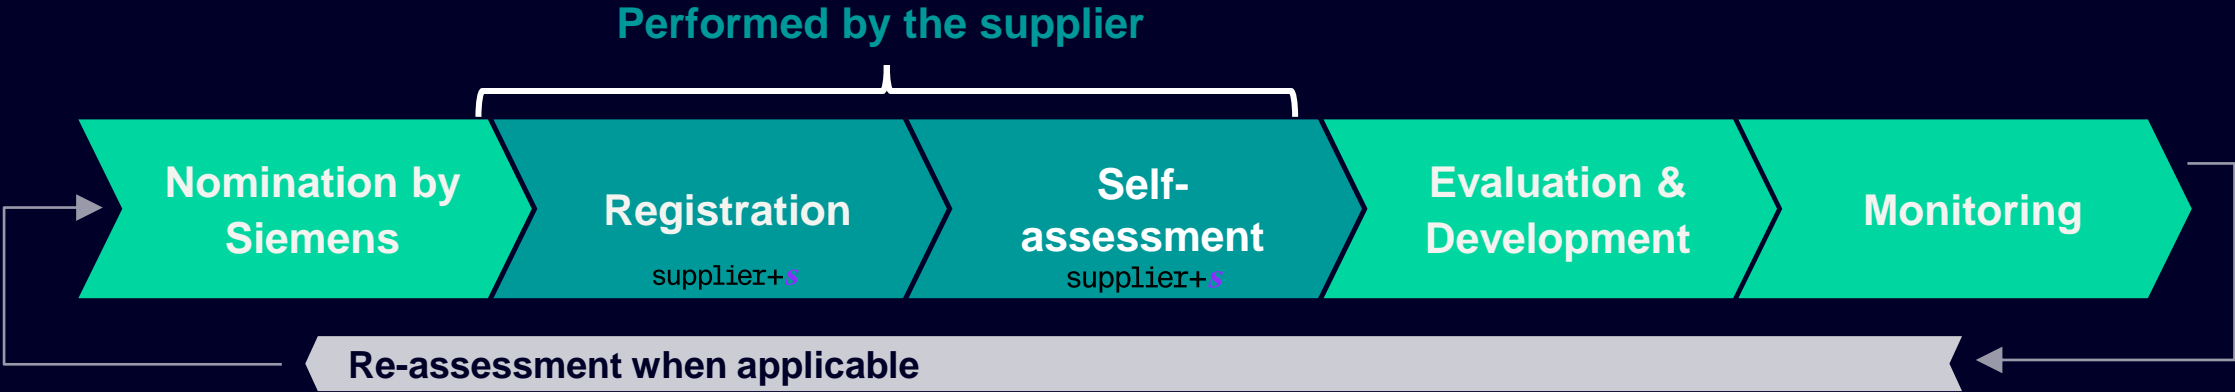 Performed by the supplier
Nomination by
Siemens
Registration
supplier+s
Self-
assessment
supplier+s
Evaluation &
Development
Monitoring
Re-assessment when applicable